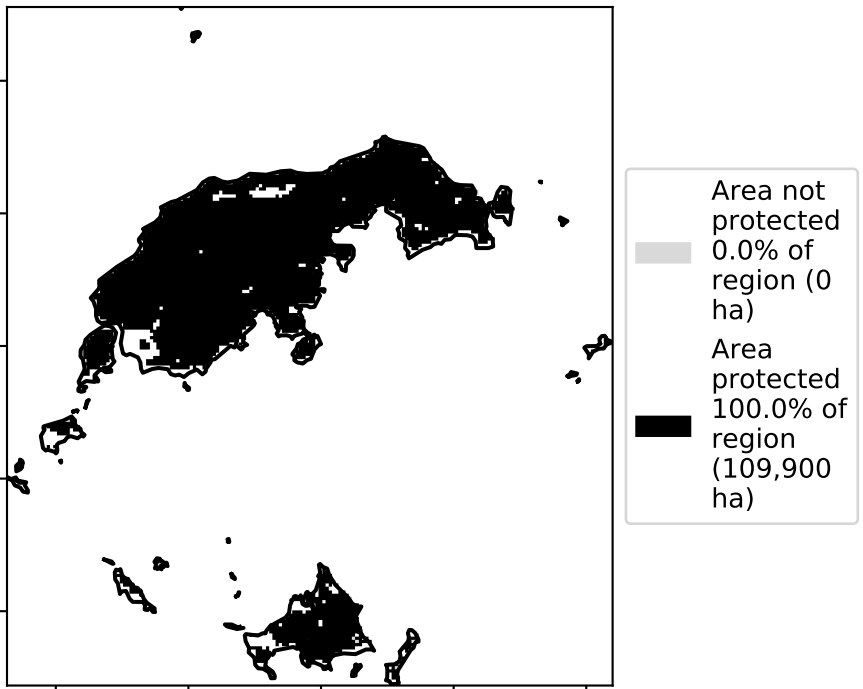 Area not
protected
0.0% of
region (0
ha)
Area
protected
100.0% of
region
(109,900
ha)